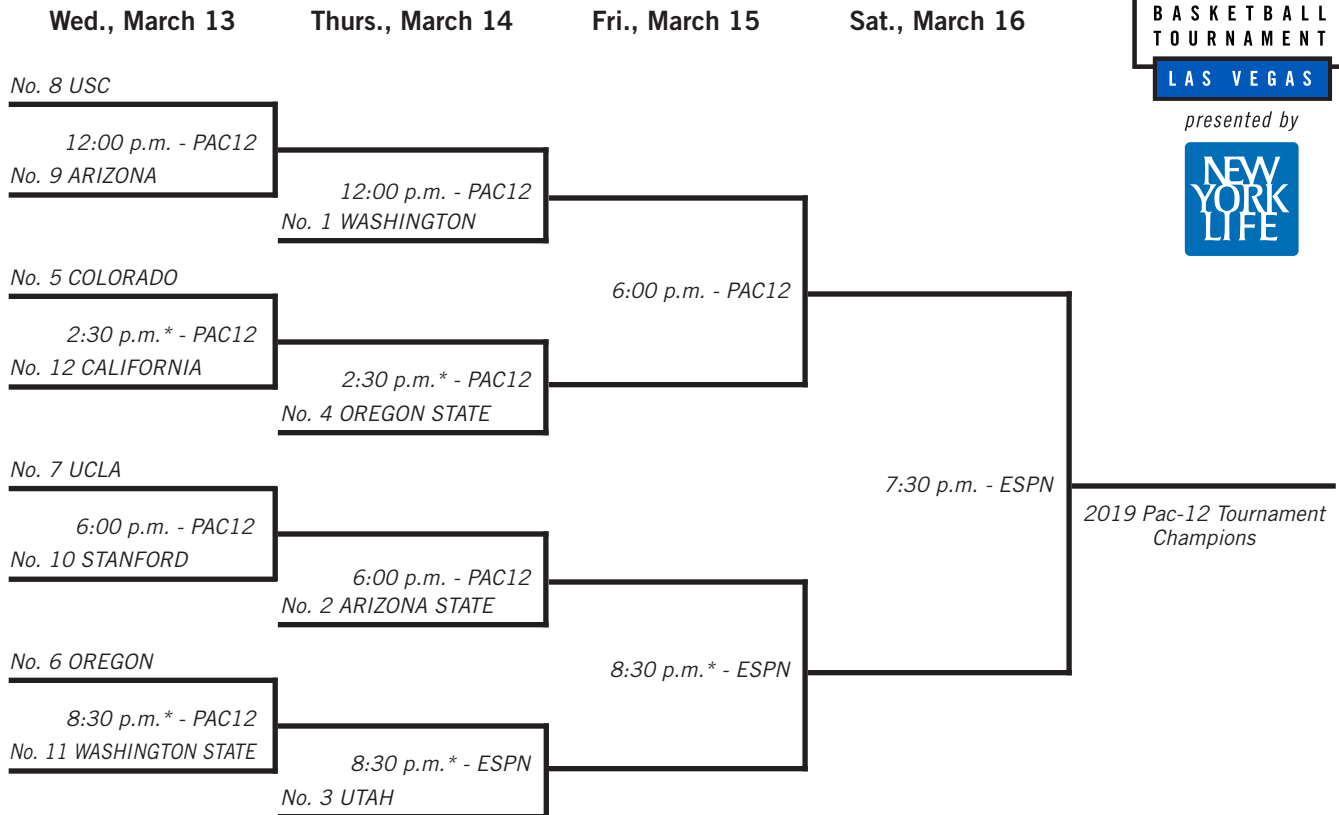 Wed., March 13
Thurs., March 14
Fri., March 15
Sat., March 16
BASKETBALL
TOURNAMENT
LAS VEGAS
presented by
NEW
YORK
LIFE
No. 8 USC
12:00 p.m. - PAC12
No. 9 ARIZONA
No. 5 COLORADO
2:30 p.m.* - PAC12
No. 12 CALIFORNIA
No. 7 UCLA
6:00 p.m. - PAC12
No. 10 STANFORD
No. 6 OREGON
8:30 p.m.* - PAC12
No. 11 WASHINGTON STATE
12:00 p.m. - PAC12
No. 1 WASHINGTON
2:30 p.m.* - PAC12
No. 4 OREGON STATE
6:00 p.m. - PAC12
No. 2 ARIZONA STATE
8:30 p.m.* - ESPN
No. 3 UTAH
6:00 p.m. - PAC12
8:30 p.m.* - ESPN
7:30 p.m. - ESPN
2019 Pac-12 Tournament
Champions